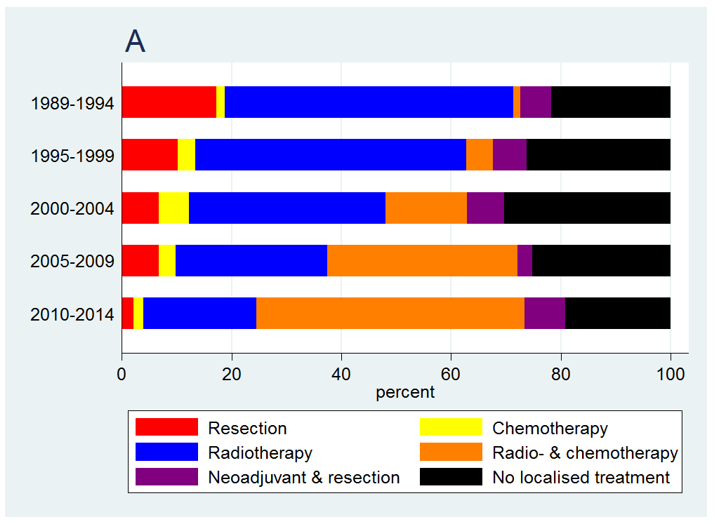 A
1989-1994
1995-1999
2000-2004
2005-2009
2010-2014
0 20 40 60 80 100
percent
Resection Chemotherapy
Radiotherapy Radio- & chemotherapy
Neoadjuvant & resection No localised treatment